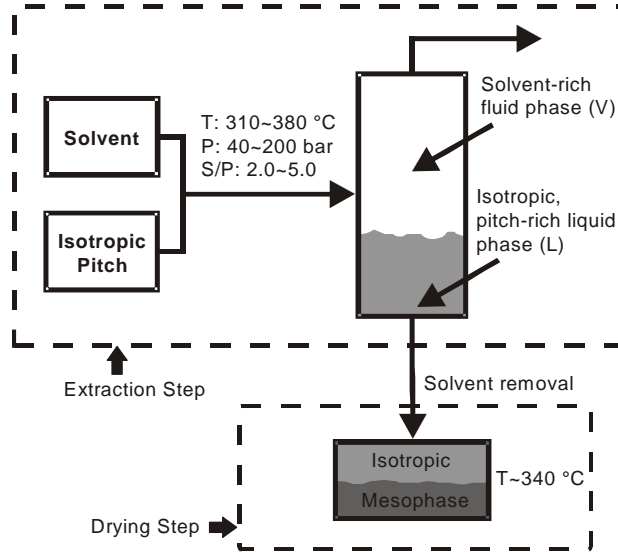 Solvent
Isotropic
Pitch
T: 310~380 °C
P: 40~200 bar
S/P: 2.0~5.0
Solvent-rich
fluid phase (V)
Isotropic,
pitch-rich liquid
phase (L)
Extraction Step
Solvent removal
Isotropic
Mesophase
T~340 °C
Drying Step